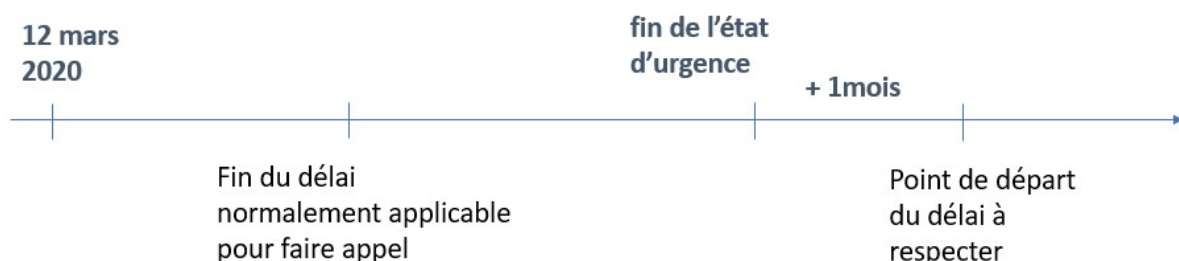 12 mars
2020
fin de l'état
d'urgence
+ 1mois
Fin du délai
normalement applicable
pour faire appel
Point de départ
du délai à
respecter